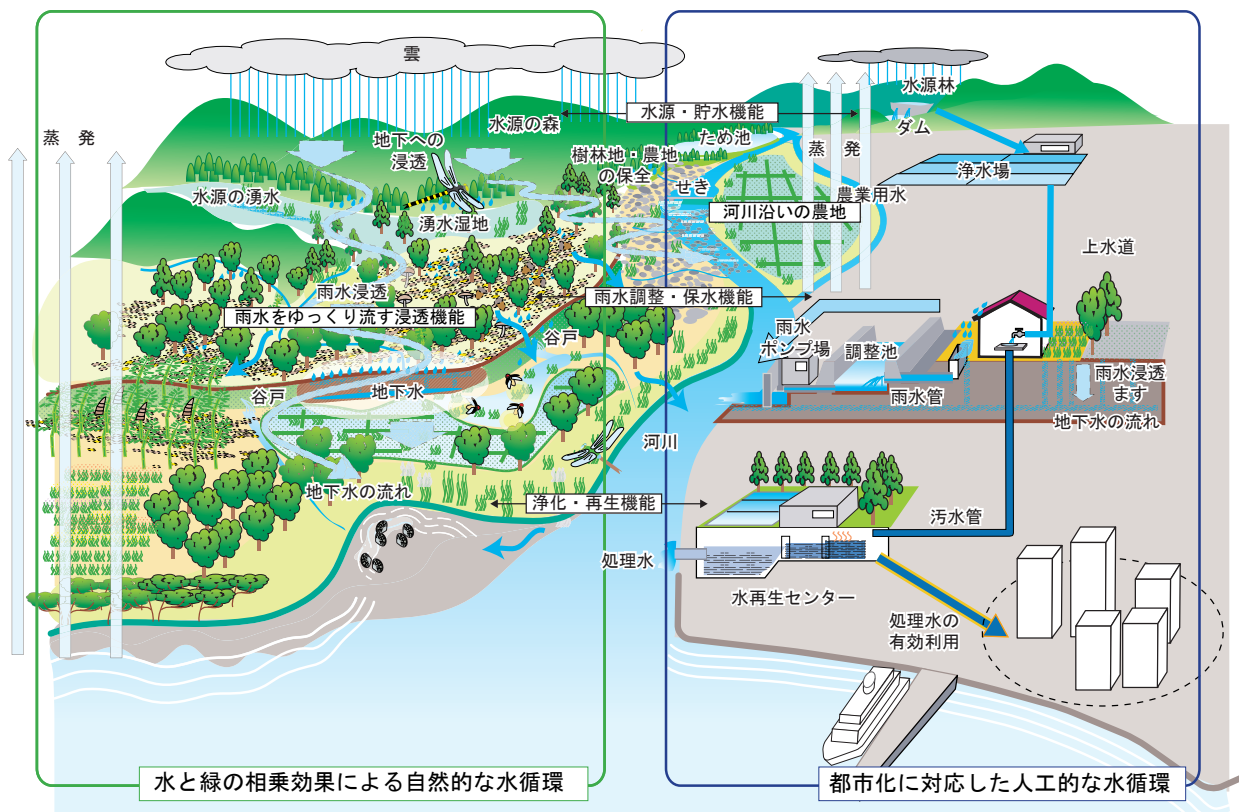 雲
水源林
水源・貯水機能
ダム
水源の森
地下への
浸透
ため池
蒸 発
蒸 発
樹林地・農地
の保全
浄水場
せき
農業用水
水源の湧水
湧水湿地
河川沿いの農地
上水道
雨水浸透
雨水調整・保水機能
雨水をゆっくり流す浸透機能
雨水
ポンプ場
谷戸
調整池
雨水浸透
ます
谷戸
地下水
雨水管
地下水の流れ
河川
地下水の流れ
浄化・再生機能
汚水管
処理水
水再生センター
処理水の
有効利用
水と緑の相乗効果による自然的な水循環
都市化に対応した人工的な水循環